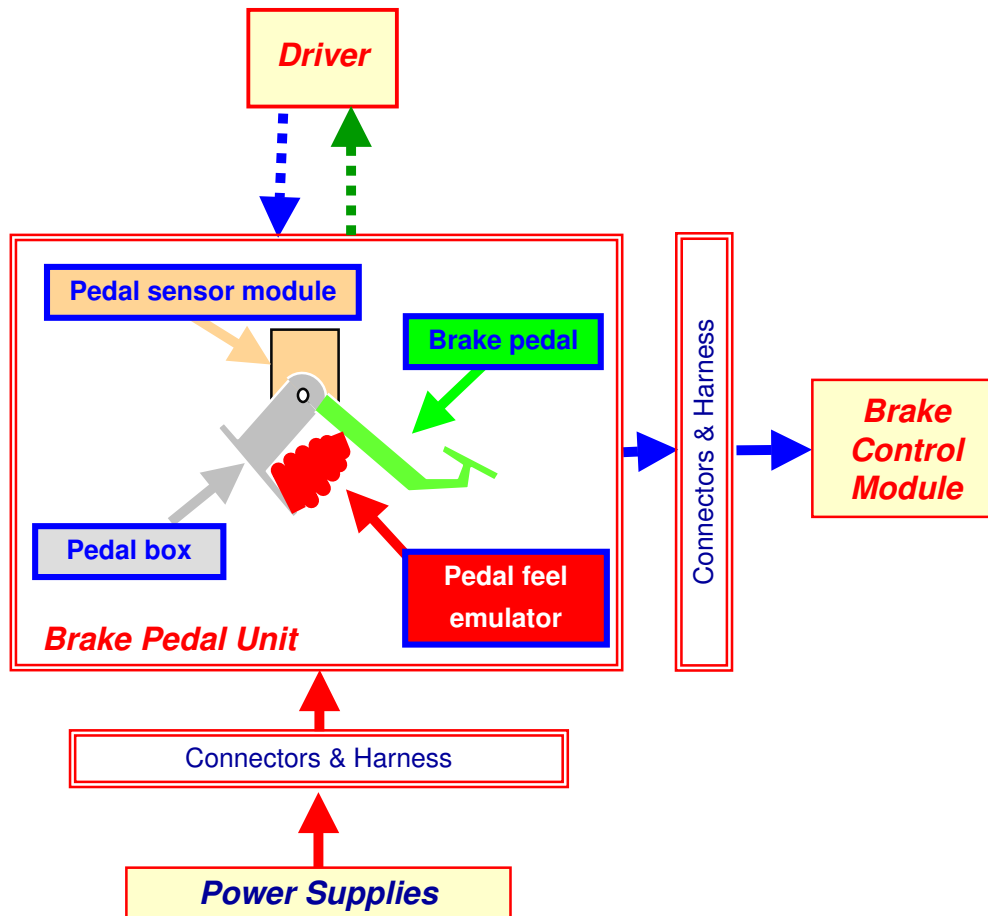 Driver
Pedal sensor module
Brake pedal
Pedal box
Pedal feel
emulator
Brake Pedal Unit
Connectors & Harness
Brake
Control
Module
Connectors & Harness
Power Supplies